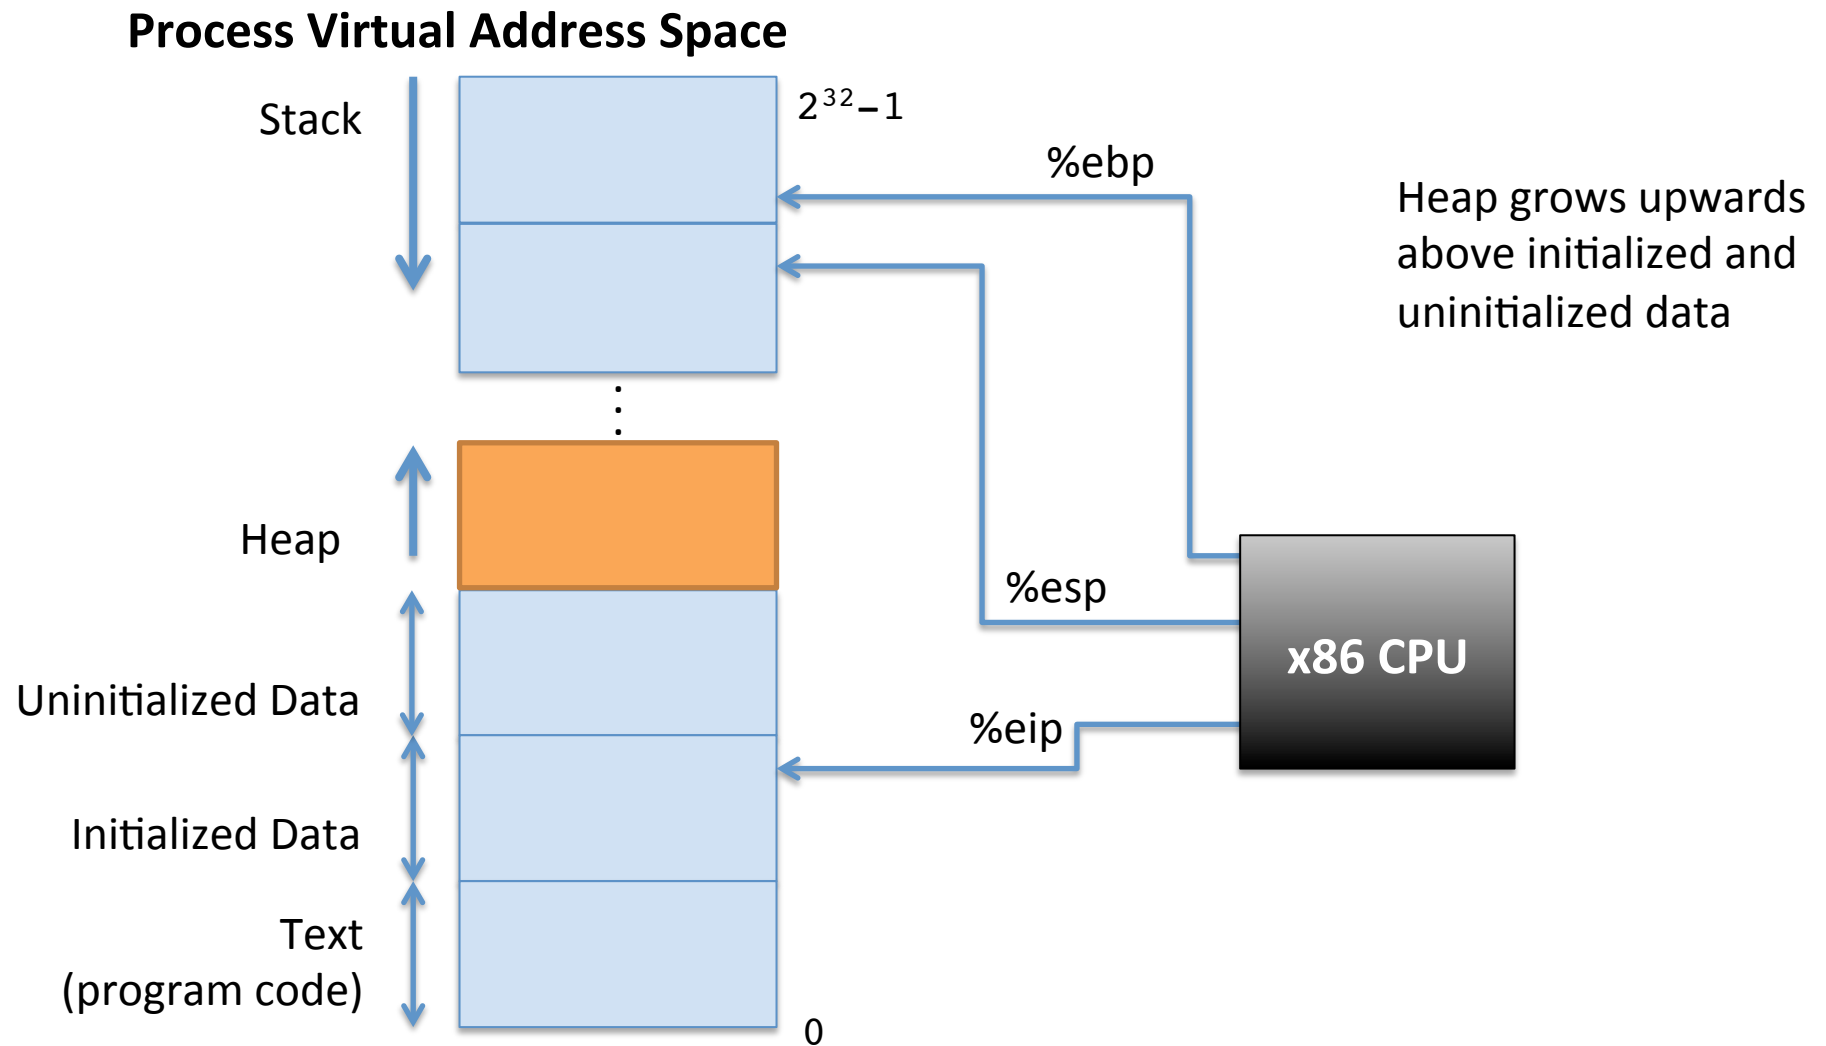 Process Virtual Address Space
Stack
2³²-1
%ebp
Heap grows upwards
above initialized and
uninitialized data
Heap
%esp
x86 CPU
Uninitialized Data
%eip
Initialized Data
Text
(program code)
0